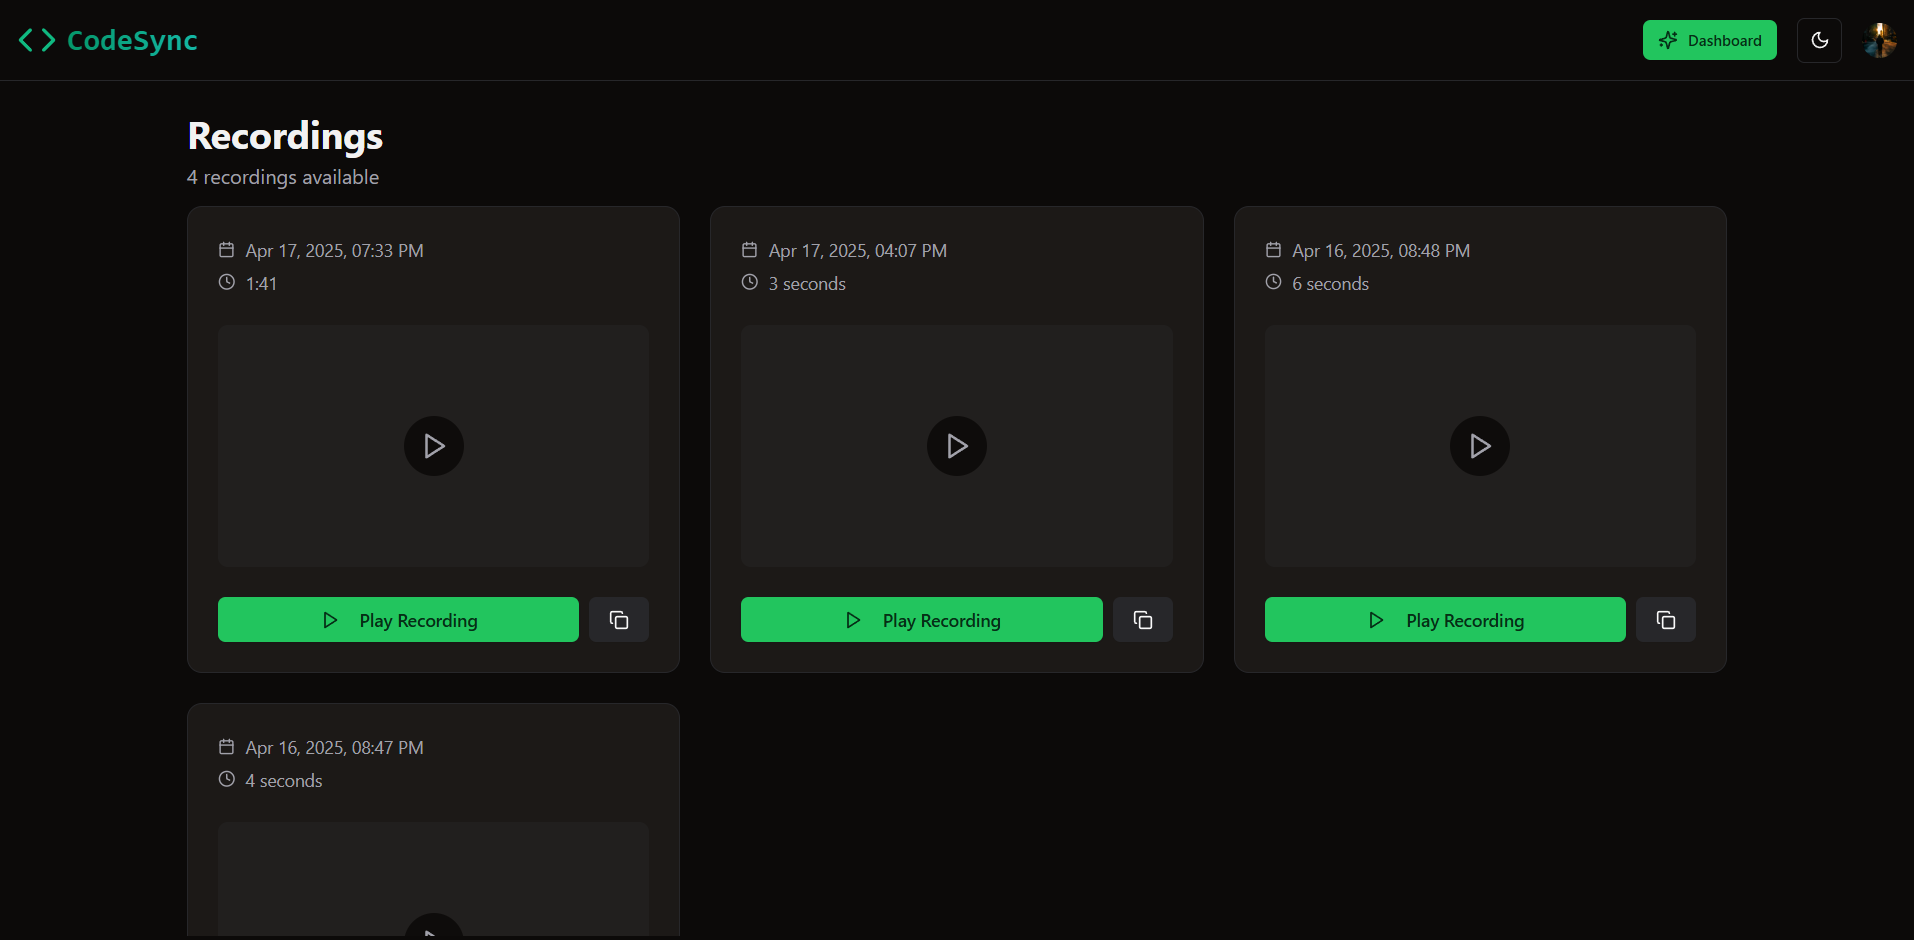 CodeSync
Dashboard
Recordings
4 recordings available
Apr 17, 2025, 07:33 PM
1:41
Play Recording
Apr 17, 2025, 04:07 PM
3 seconds
Play Recording
Apr 16, 2025, 08:48 PM
6 seconds
Play Recording
Apr 16, 2025, 08:47 PM
4 seconds